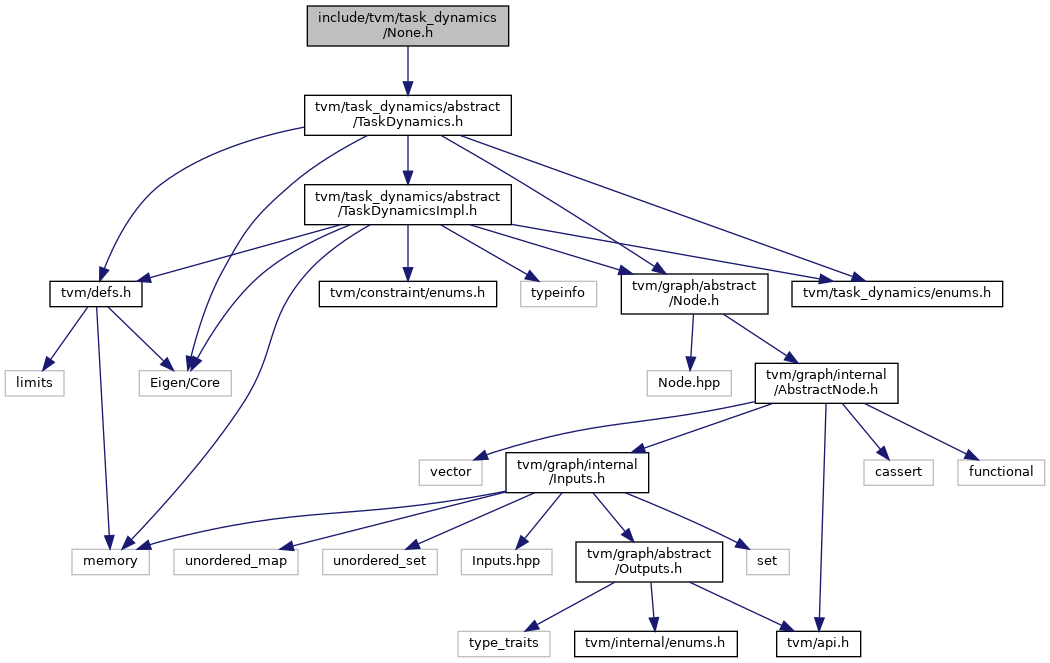 include/tvm/task_dynamics
/None.h
tvm/task_dynamics/abstract
/TaskDynamics.h
tvm/task_dynamics/abstract
/TaskDynamicsImpl.h
tvm/defs.h
tvm/constraint/enums.h
typeinfo
tvm/graph/abstract
/Node.h
tvm/task_dynamics/enums.h
limits
Eigen/Core
Node.hpp
tvm/graph/internal
/AbstractNode.h
vector
tvm/graph/internal
/Inputs.h
cassert
functional
memory
unordered_map
unordered_set
Inputs.hpp
tvm/graph/abstract
/Outputs.h
set
type_traits
tvm/internal/enums.h
tvm/api.h